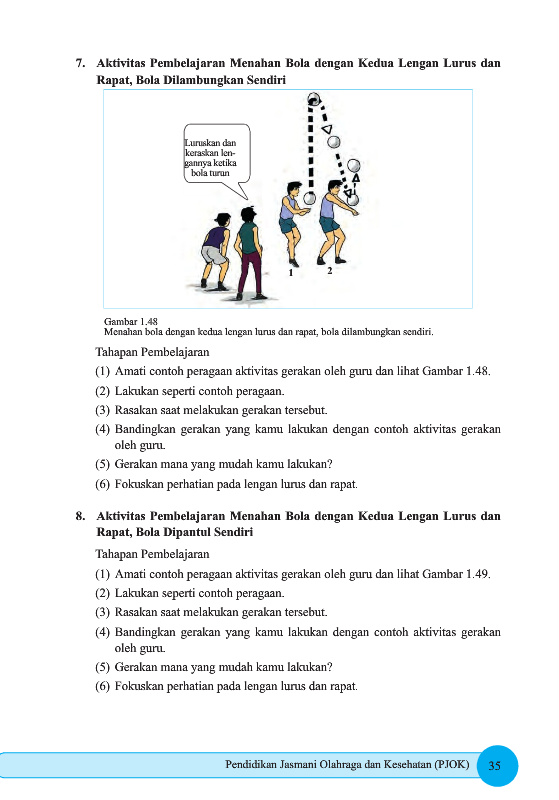 7. Aktivitas Pembelajaran Menahan Bola dengan Kedua Lengan Lurus dan
Rapat, Bola Dilambungkan Sendiri
Luruskan dan
keraskan len-
gannya ketika
bola turun
1
2
Gambar 1.48
Menahan bola dengan kedua lengan lurus dan rapat, bola dilambungkan sendiri.
Tahapan Pembelajaran
(1) Amati contoh peragaan aktivitas gerakan oleh guru dan lihat Gambar 1.48.
(2) Lakukan seperti contoh peragaan.
(3) Rasakan saat melakukan gerakan tersebut.
(4) Bandingkan gerakan yang kamu lakukan dengan contoh aktivitas gerakan
oleh guru.
(5) Gerakan mana yang mudah kamu lakukan?
(6) Fokuskan perhatian pada lengan lurus dan rapat.
8. Aktivitas Pembelajaran Menahan Bola dengan Kedua Lengan Lurus dan
Rapat, Bola Dipantul Sendiri
Tahapan Pembelajaran
(1) Amati contoh peragaan aktivitas gerakan oleh guru dan lihat Gambar 1.49.
(2) Lakukan seperti contoh peragaan.
(3) Rasakan saat melakukan gerakan tersebut.
(4) Bandingkan gerakan yang kamu lakukan dengan contoh aktivitas gerakan
oleh guru.
(5) Gerakan mana yang mudah kamu lakukan?
(6) Fokuskan perhatian pada lengan lurus dan rapat.
Pendidikan Jasmani Olahraga dan Kesehatan (PJOK) 35